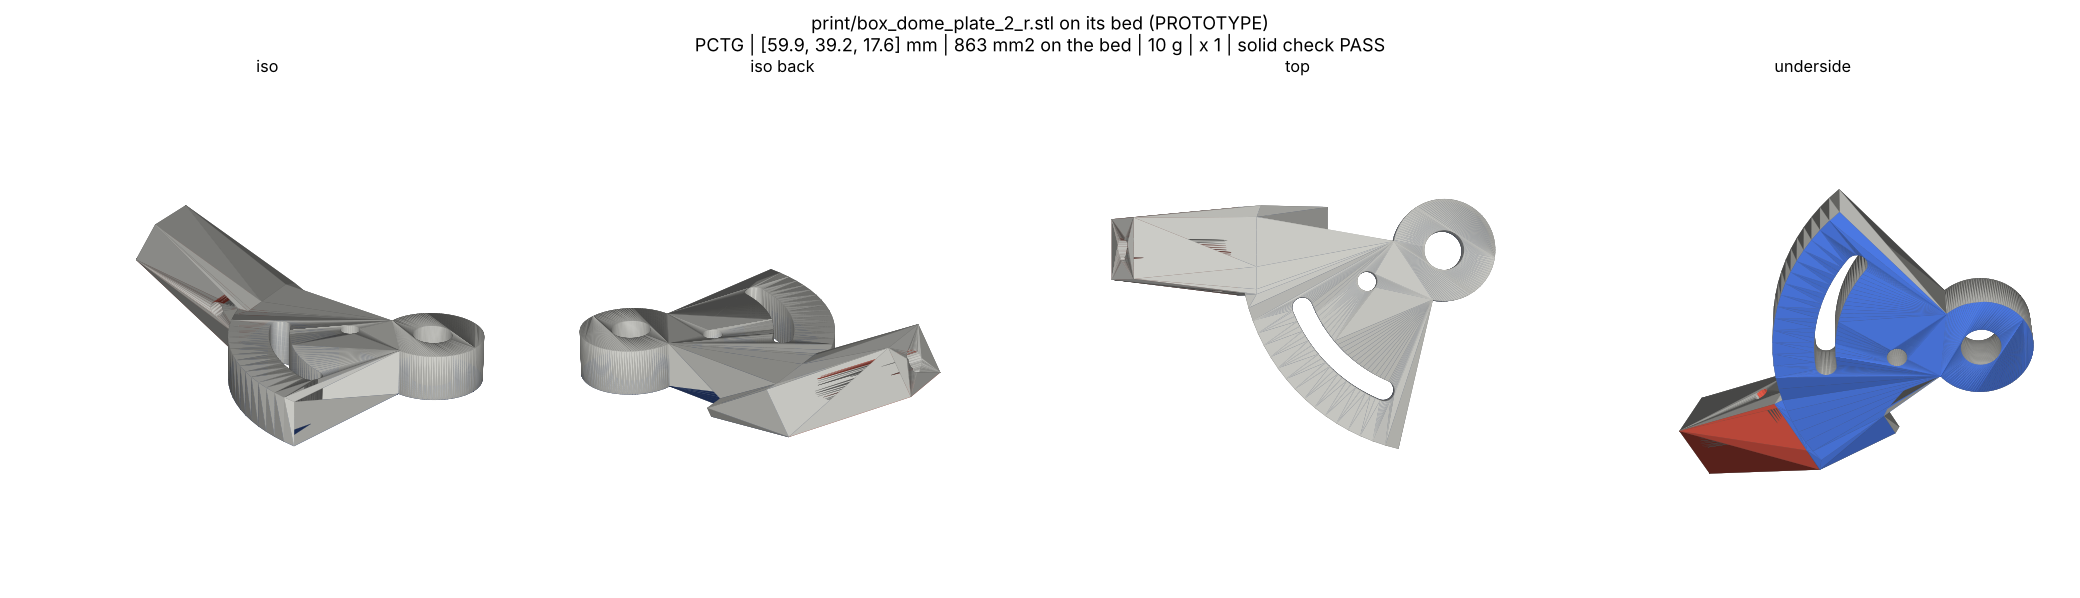 print/box_dome_plate_2_r.stl on its bed (PROTOTYPE)
PCTG | [59.9, 39.2, 17.6] mm | 863 mm2 on the bed | 10 g | x 1 | solid check PASS
iso
iso back
top
underside